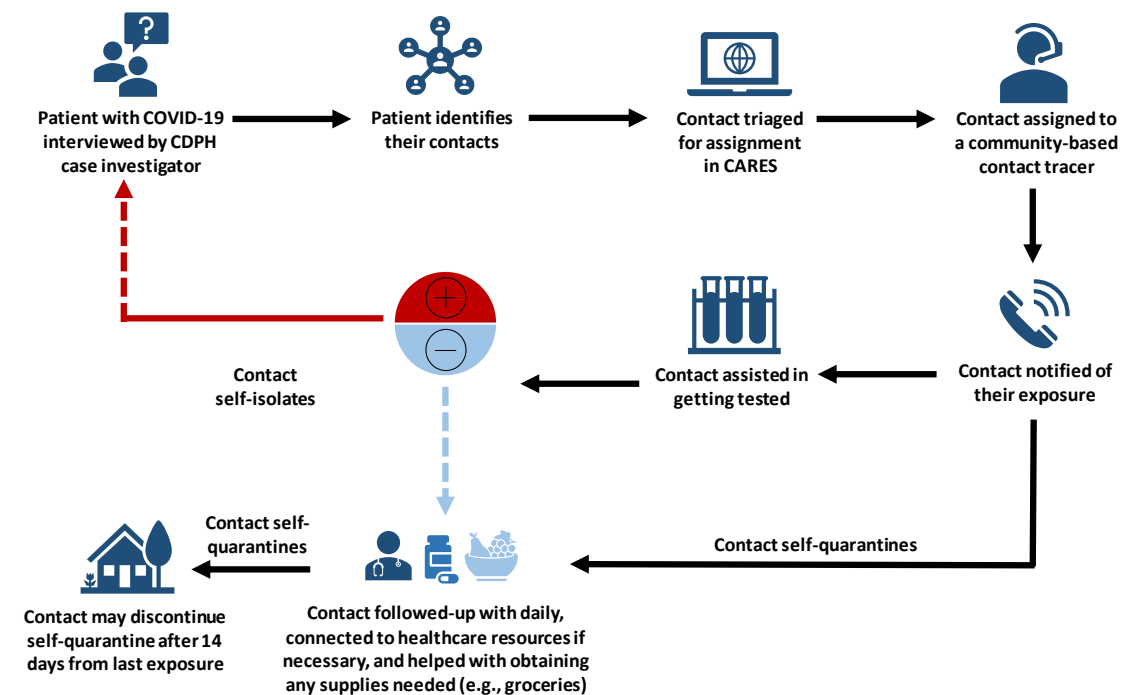 ?
Patient with COVID-19
interviewed by CDPH
case investigator
Patient identifies
their contacts
Contact triaged
for assignment
in CARES
Contact assigned to
a community-based
contact tracer
+
−
Contact
self-isolates
Contact assisted in
getting tested
Contact notified of
their exposure
Contact self-
quarantines
Contact self-quarantines
Contact may discontinue
self-quarantine after 14
days from last exposure
Contact followed-up with daily,
connected to healthcare resources if
necessary, and helped with obtaining
any supplies needed (e.g., groceries)